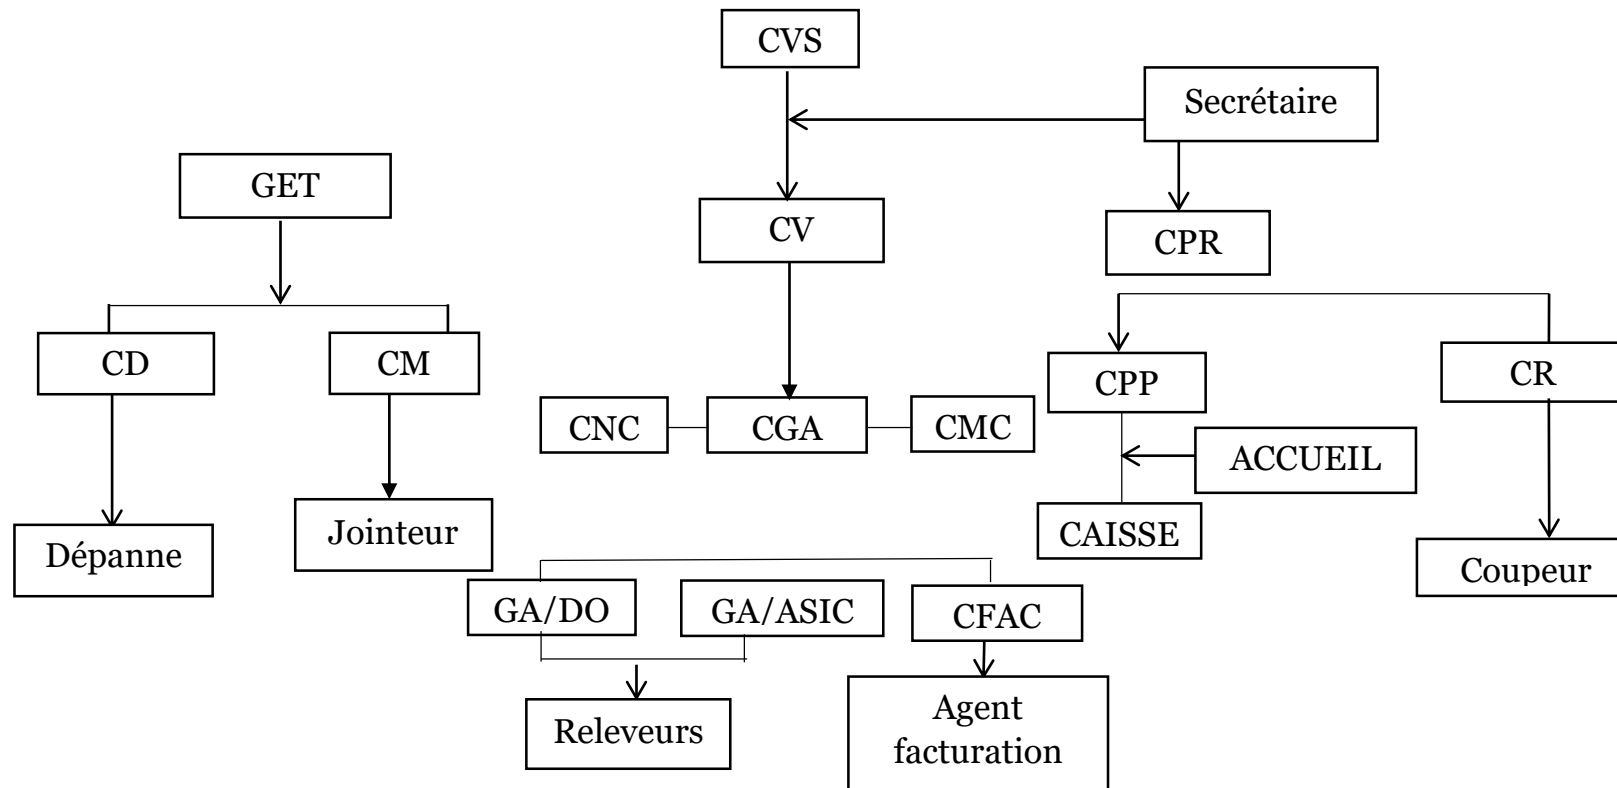 CVS
Secrétaire
GET
CV
CPR
CD
CM
CPP
CR
CNC
CGA
CMC
ACCUEIL
Jointeur
CAISSE
Dépanne
Coupeur
GA/DO
GA/ASIC
CFAC
Releveurs
Agent
facturation